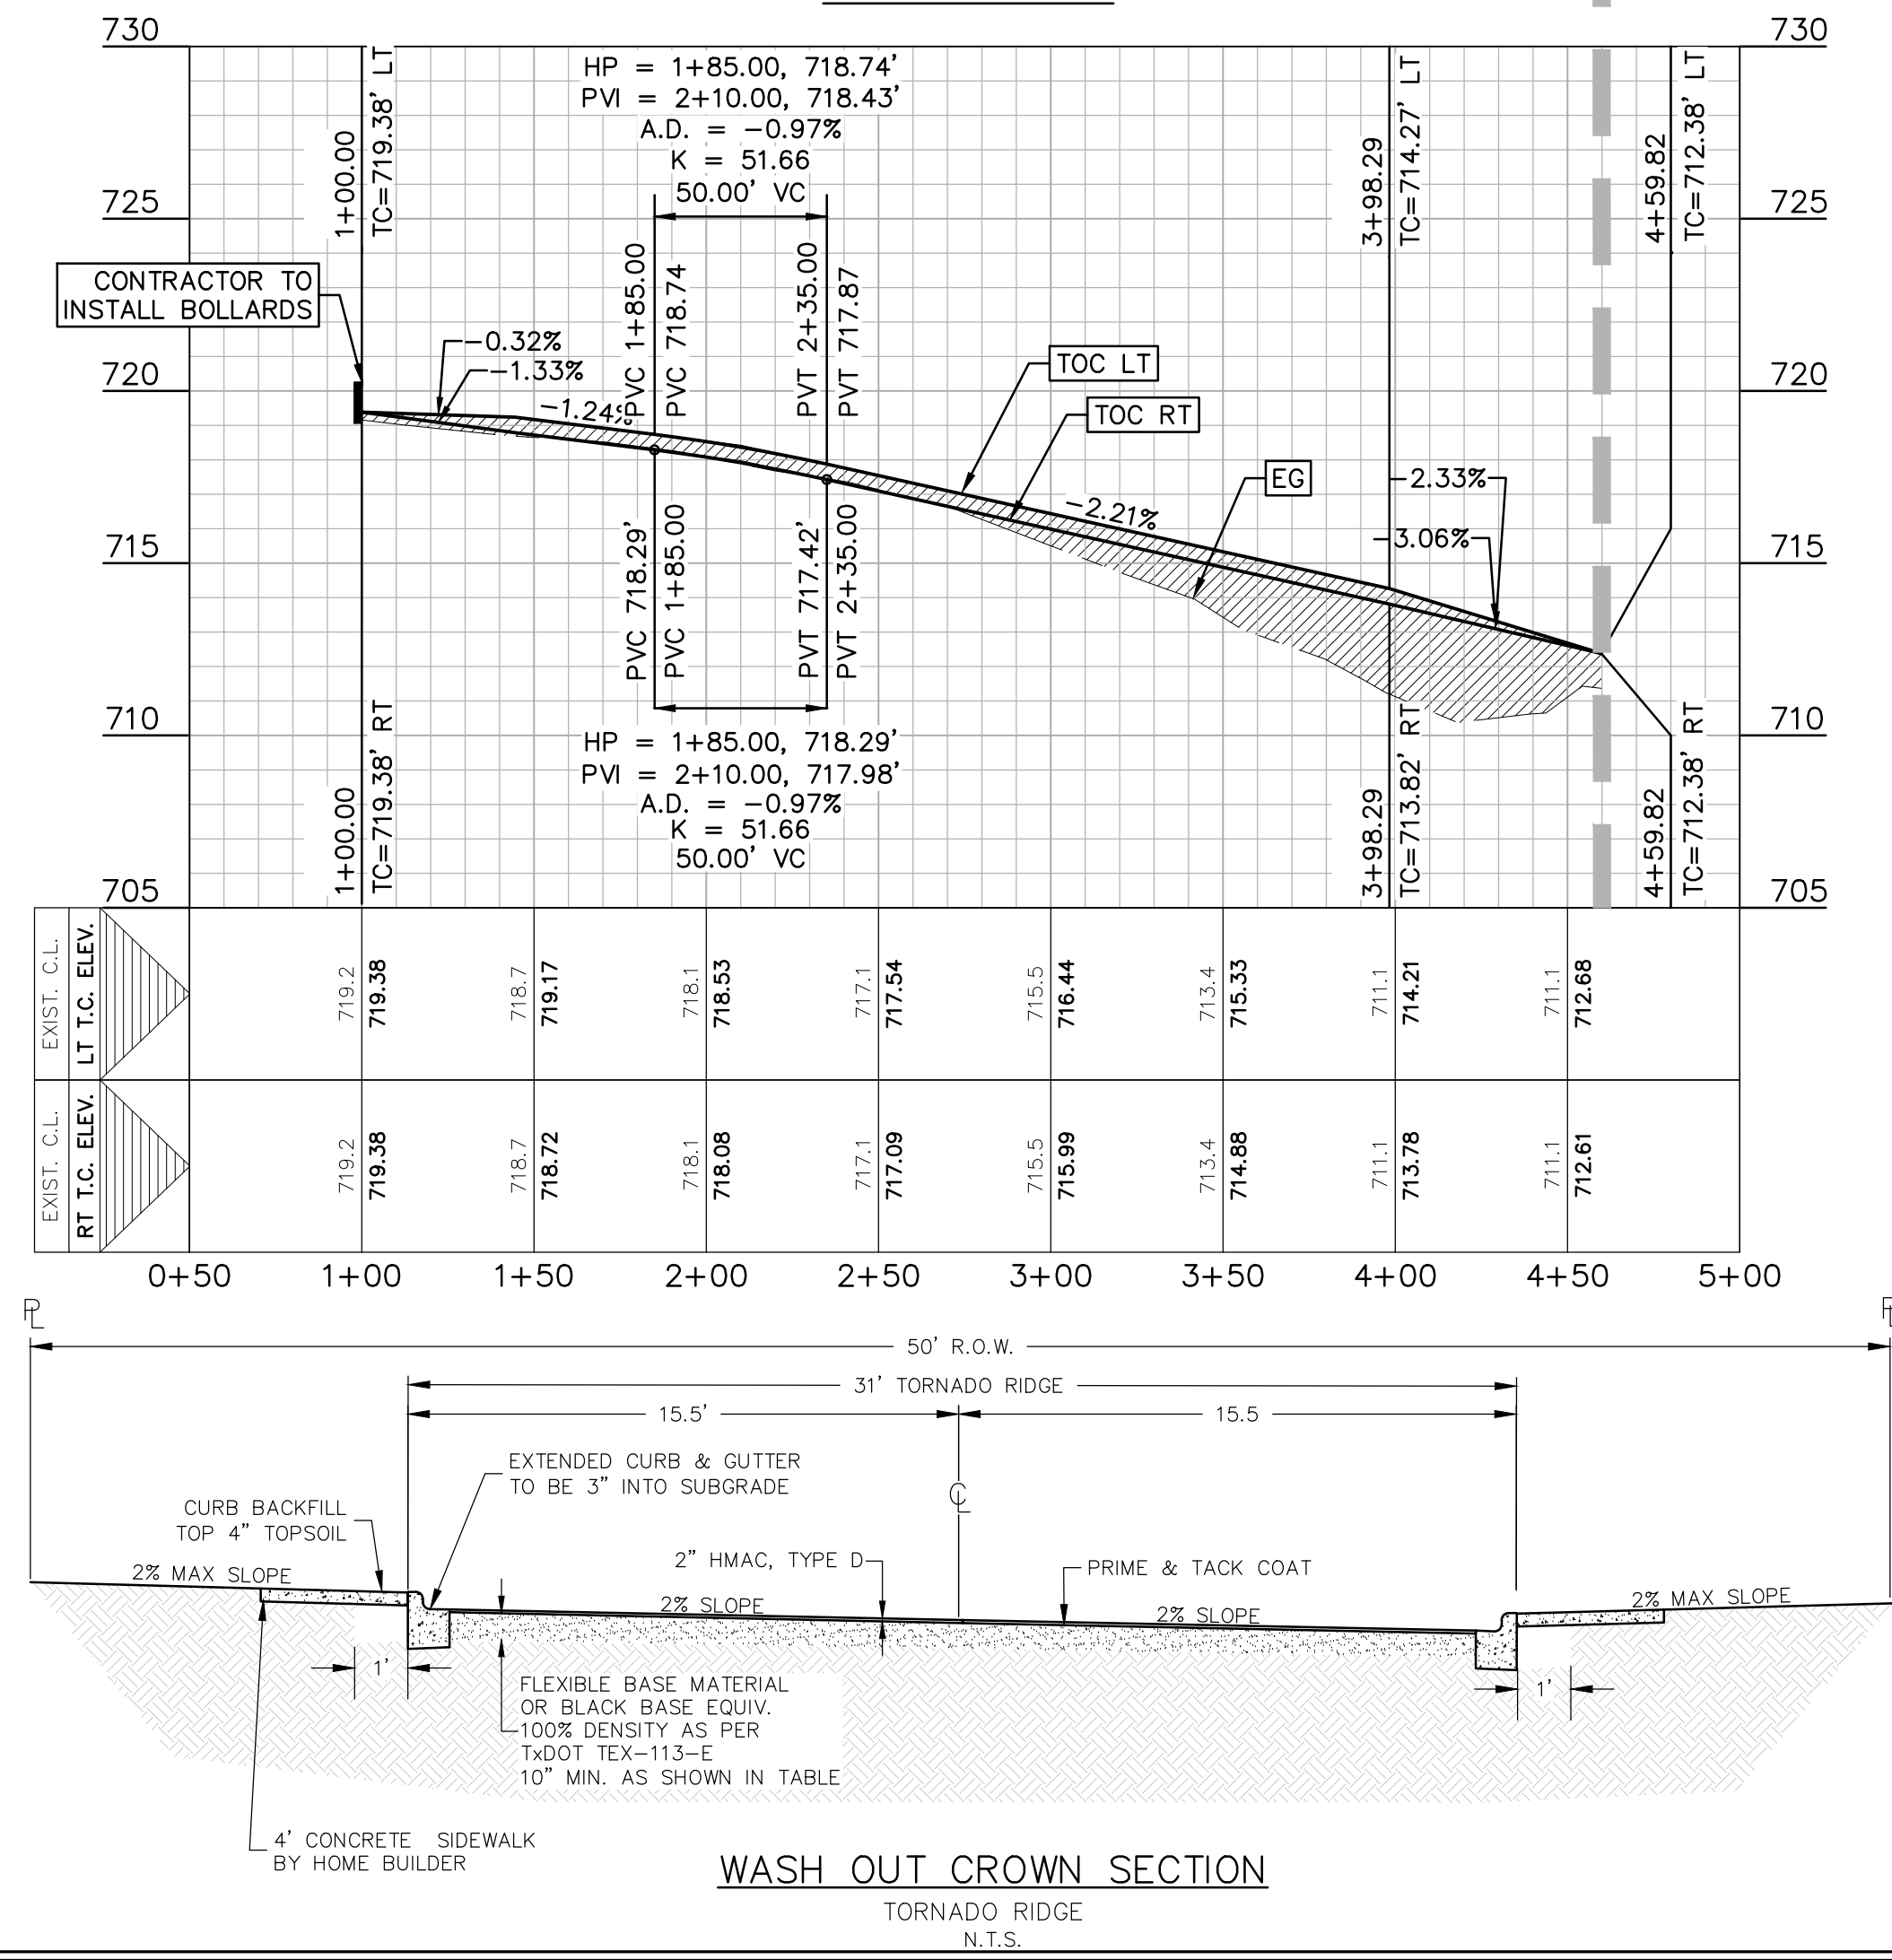 730
730
HP = 1+85.00, 718.74'
PVI = 2+10.00, 718.43'
A.D. = -0.97%
K = 51.66
50.00' VC
1+00.00
TC=719.38' LT
3+98.29
TC=714.27' LT
4+59.82
TC=712.38' LT
725
725
CONTRACTOR TO
INSTALL BOLLARDS
PVC 1+85.00
PVC 718.74
PVT 2+35.00
PVT 717.87
-0.32%
-1.33%
-1.24%
TOC LT
TOC RT
720
720
EG
-2.33%
-2.21%
-3.06%
715
715
PVC 718.29'
PVC 1+85.00
PVT 717.42'
PVT 2+35.00
710
710
HP = 1+85.00, 718.29'
PVI = 2+10.00, 717.98'
A.D. = -0.97%
K = 51.66
50.00' VC
1+00.00
TC=719.38' RT
3+98.29
TC=713.82' RT
4+59.82
TC=712.38' RT
705
705
EXIST. C.L.
LT T.C. ELEV.
719.2
719.38
718.7
719.17
718.1
718.53
717.1
717.54
715.5
716.44
713.4
715.33
711.1
714.21
711.1
712.68
EXIST. C.L.
RT T.C. ELEV.
719.2
719.38
718.7
718.72
718.1
718.08
717.1
717.09
715.5
715.99
713.4
714.88
711.1
713.78
711.1
712.61
0+50 1+00 1+50 2+00 2+50 3+00 3+50 4+00 4+50 5+00
PL
50' R.O.W.
31' TORNADO RIDGE
15.5'
15.5
EXTENDED CURB & GUTTER
TO BE 3" INTO SUBGRADE
CL
CURB BACKFILL
TOP 4" TOPSOIL
2% MAX SLOPE
2" HMAC, TYPE D
PRIME & TACK COAT
2% SLOPE
2% SLOPE
2% MAX SLOPE
1'
1'
FLEXIBLE BASE MATERIAL
OR BLACK BASE EQUIV.
100% DENSITY AS PER
TxDOT TEX-113-E
10" MIN. AS SHOWN IN TABLE
4' CONCRETE SIDEWALK
BY HOME BUILDER
WASH OUT CROWN SECTION
TORNADO RIDGE
N.T.S.